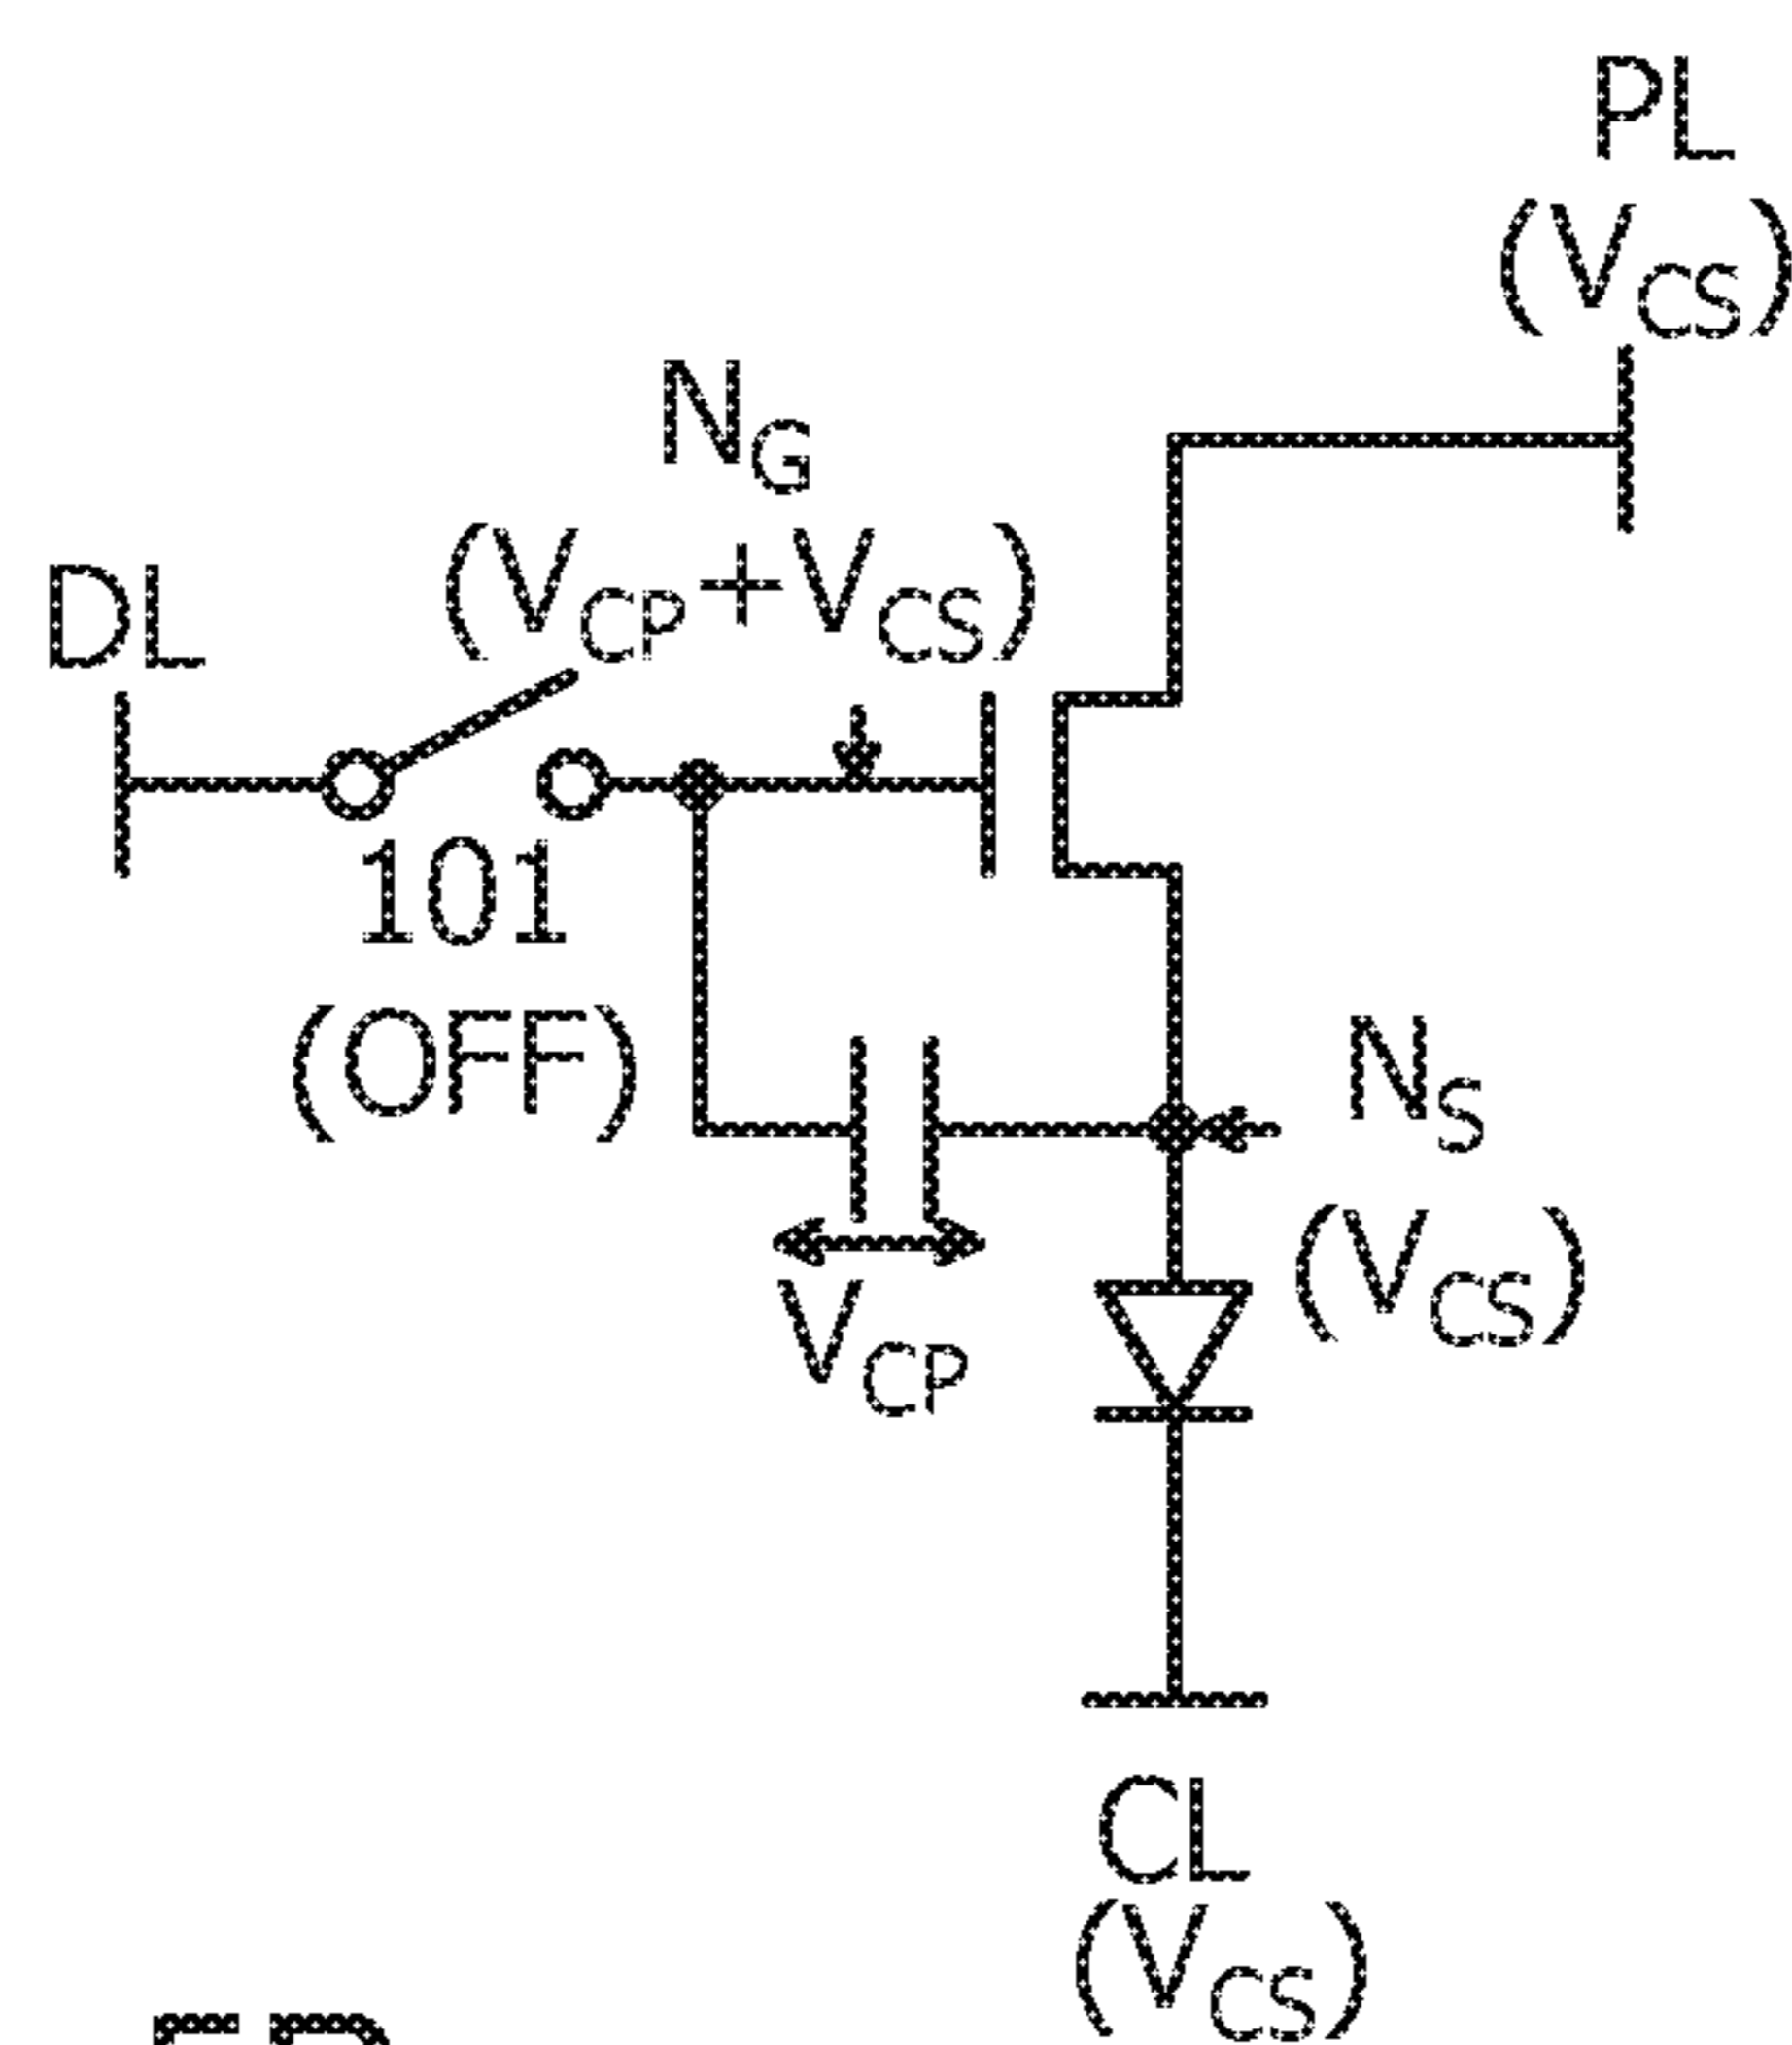 PL
(VCS)
NG
(VCP+VCS)
DL
101
(OFF)
NS
(VCS)
VCP
CL
(VCS)